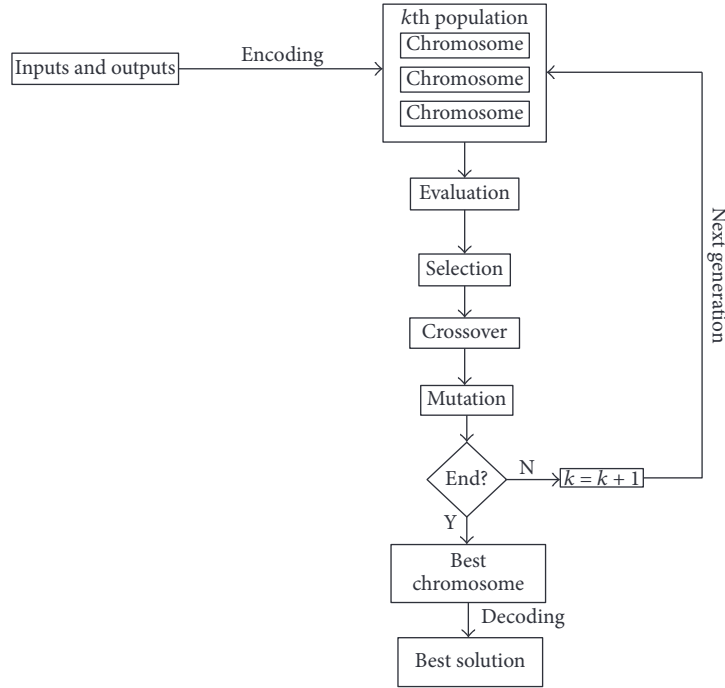 kth population
Chromosome
Chromosome
Chromosome
Inputs and outputs
Encoding
Evaluation
Selection
Crossover
Mutation
End?
N
k = k + 1
Next generation
Y
Best
chromosome
Decoding
Best solution